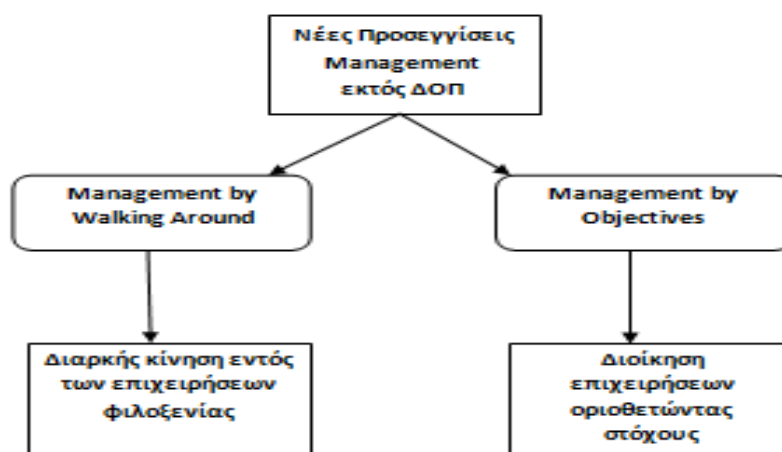 Νέες Προσεγγίσεις
Management
εκτός ΔΟΠ
Management by
Walking Around
Management by
Objectives
Διαρκής κίνηση εντός
των επιχειρήσεων
φιλοξενίας
Διοίκηση
επιχειρήσεων
οριοθετώντας
στόχους